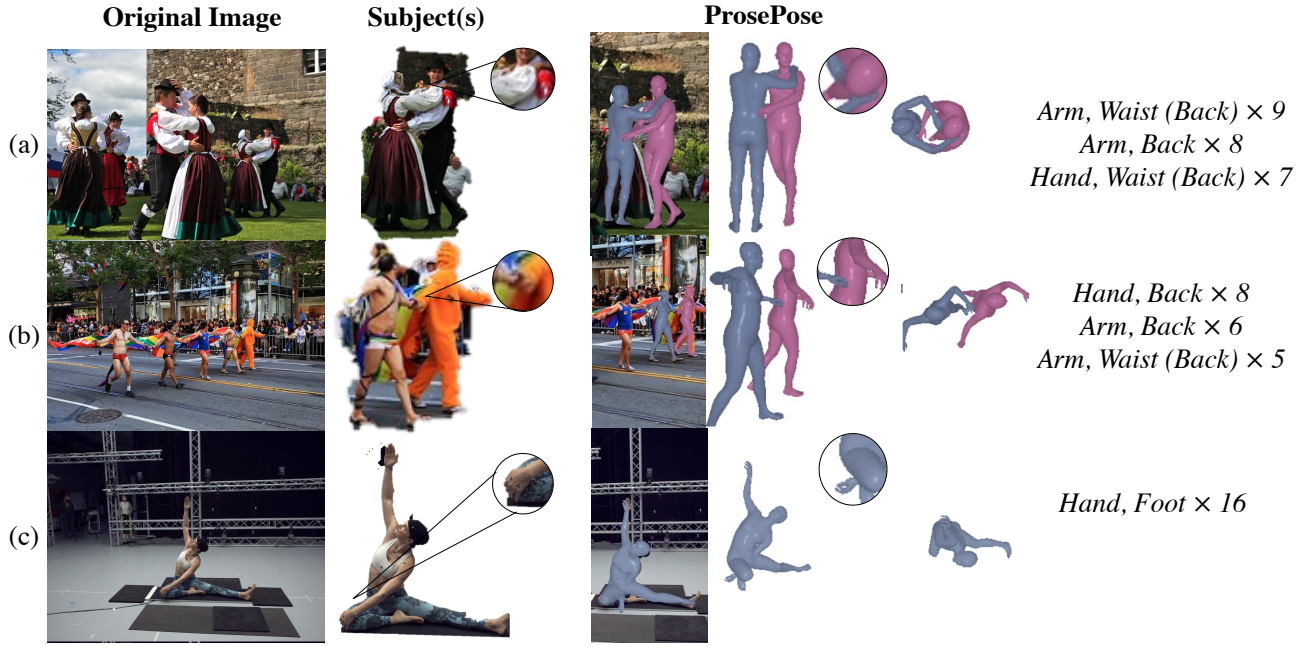 Original Image
Subject(s)
ProsePose
(a)
Arm, Waist (Back) × 9
Arm, Back × 8
Hand, Waist (Back) × 7
(b)
Hand, Back × 8
Arm, Back × 6
Arm, Waist (Back) × 5
(c)
Hand, Foot × 16